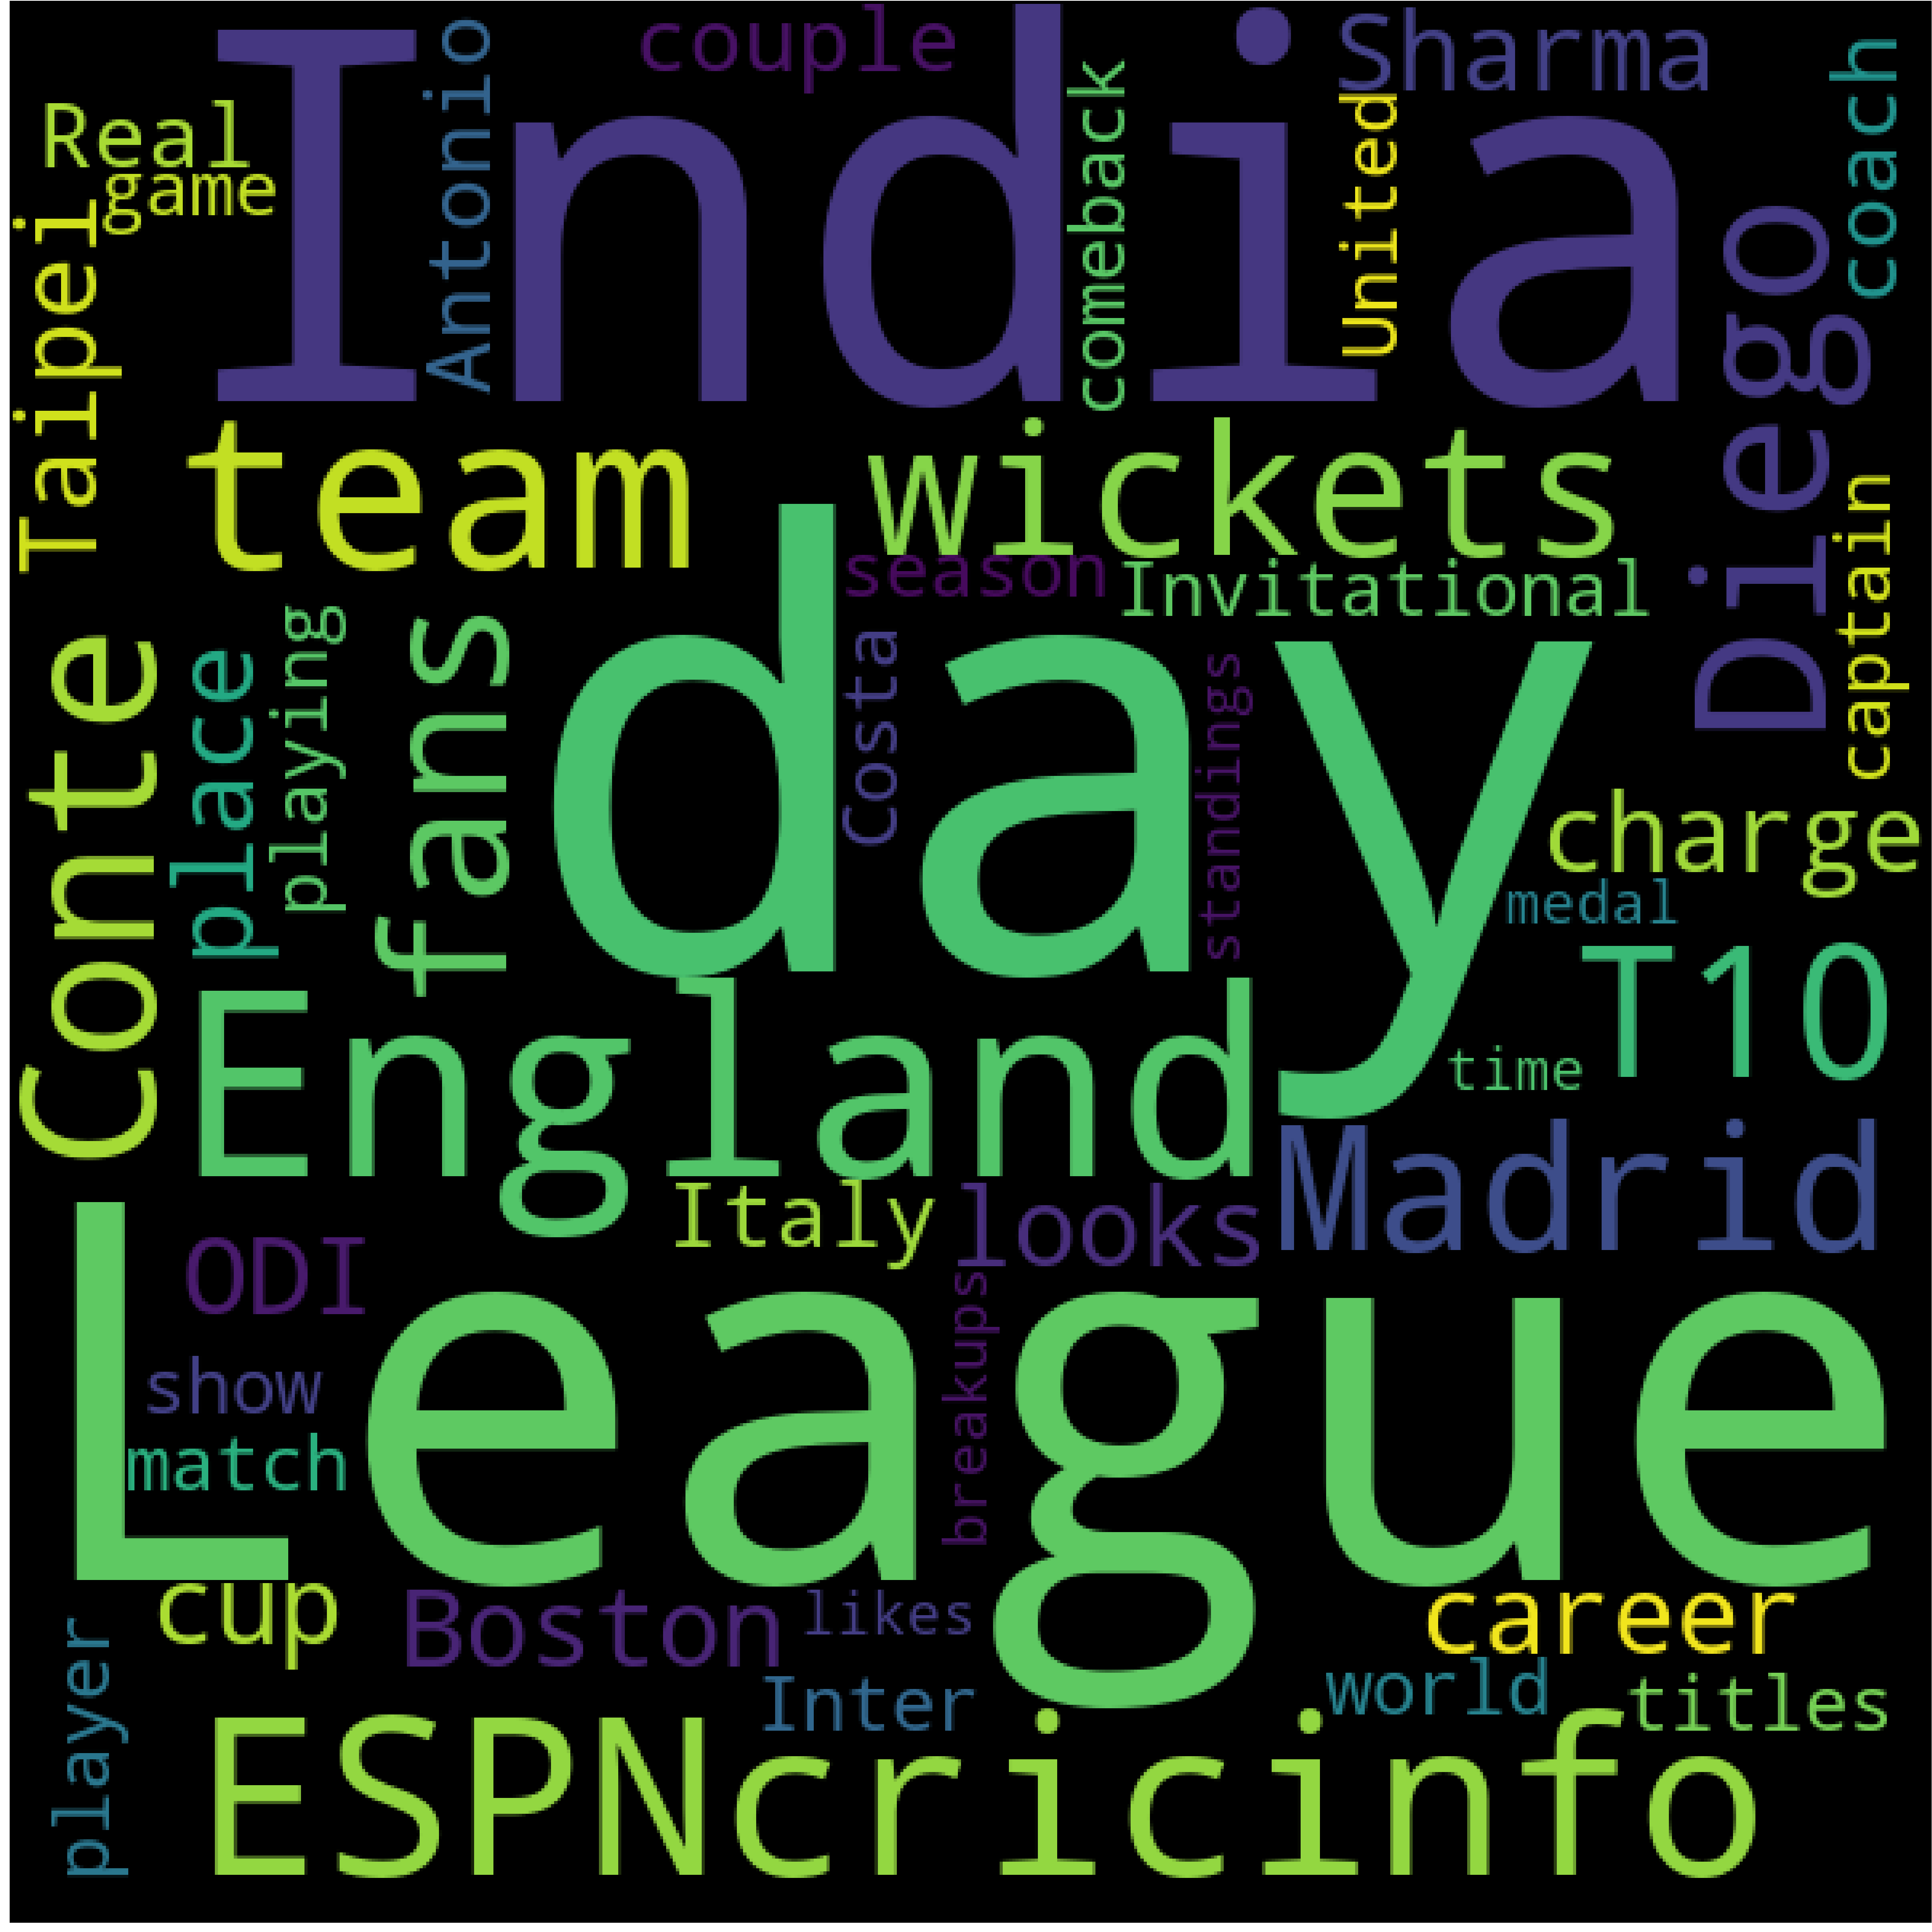 India
couple
Sharma
Antonio
comeback
United
coach
Real
game
Taipei
Diego
team
wickets
season
Invitational
captain
Conte
place
playing
fans
day
Costa
standings
charge
medal
T10
England
time
Madrid
Italy
looks
ODI
League
show
match
breakups
cup
Boston
likes
career
player
Inter
world
titles
ESPNcricinfo